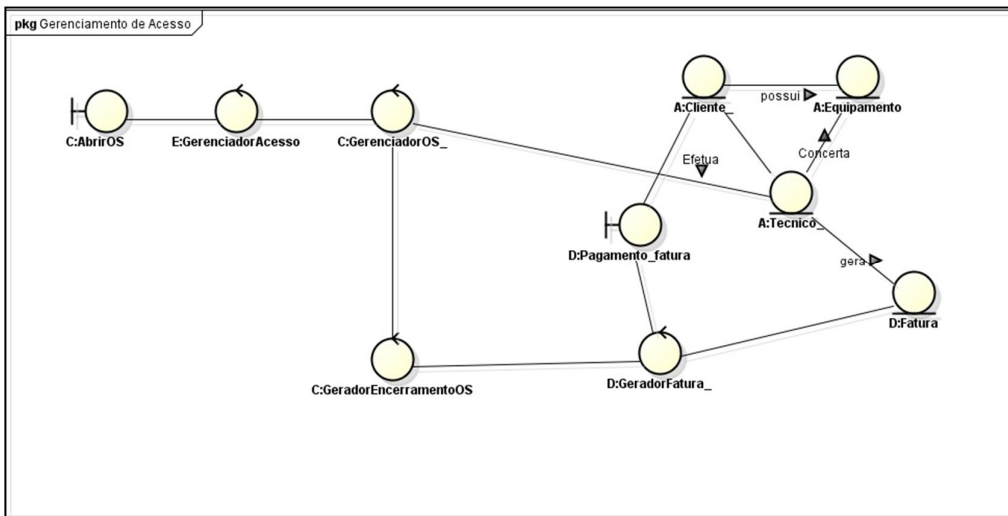 pkg Gerenciamento de Acesso
C:AbrirOS
E:GerenciadorAcesso
C:GerenciadorOS_
A:Cliente_
possui
A:Equipamento
Efetua
Concerta
A:Tecnico_
D:Pagamento_fatura
gera
D:Fatura
C:GeradorEncerramentoOS
D:GeradorFatura_